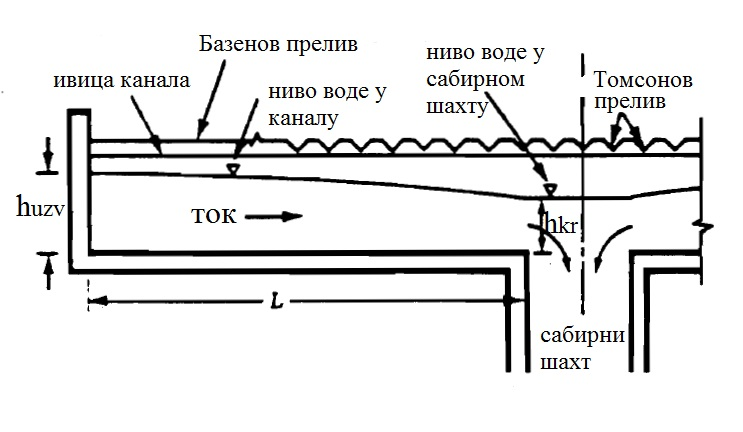 Базенов прелив
ивица канала
ниво воде у
каналу
ниво воде у
сабирном
шахту
Томсонов
прелив
huzv
ток
hkr
L
сабирни
шахт